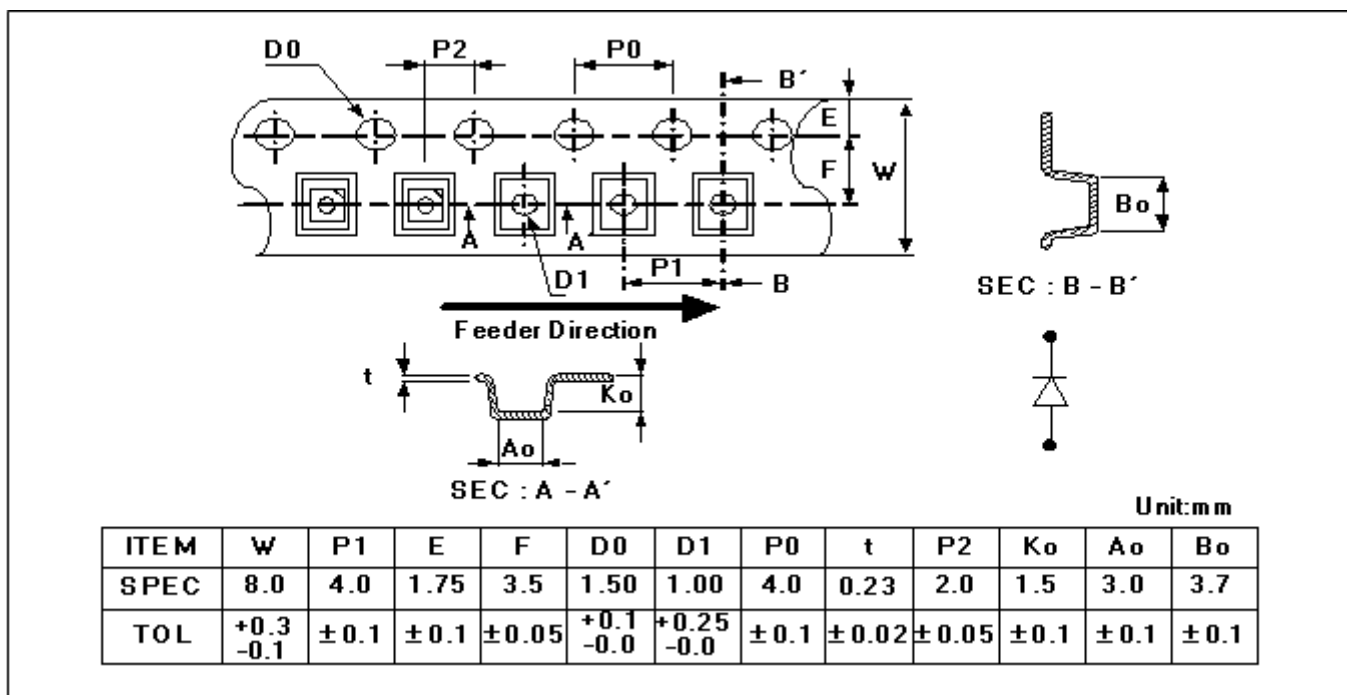 D0 P2 P0
B´
E
F W
A A´
D1 P1 B
Feeder Direction
Bo
SEC : B - B´
t Ko
Ao
SEC : A - A´
Unit:mm
ITEM W P1 E F D0 D1 P0 t P2 Ko Ao Bo
SPEC 8.0 4.0 1.75 3.5 1.50 1.00 4.0 0.23 2.0 1.5 3.0 3.7
TOL +0.3 -0.1 ±0.1 ±0.1 ±0.05 +0.1 -0.0 +0.25 -0.0 ±0.1 ±0.02 ±0.05 ±0.1 ±0.1 ±0.1